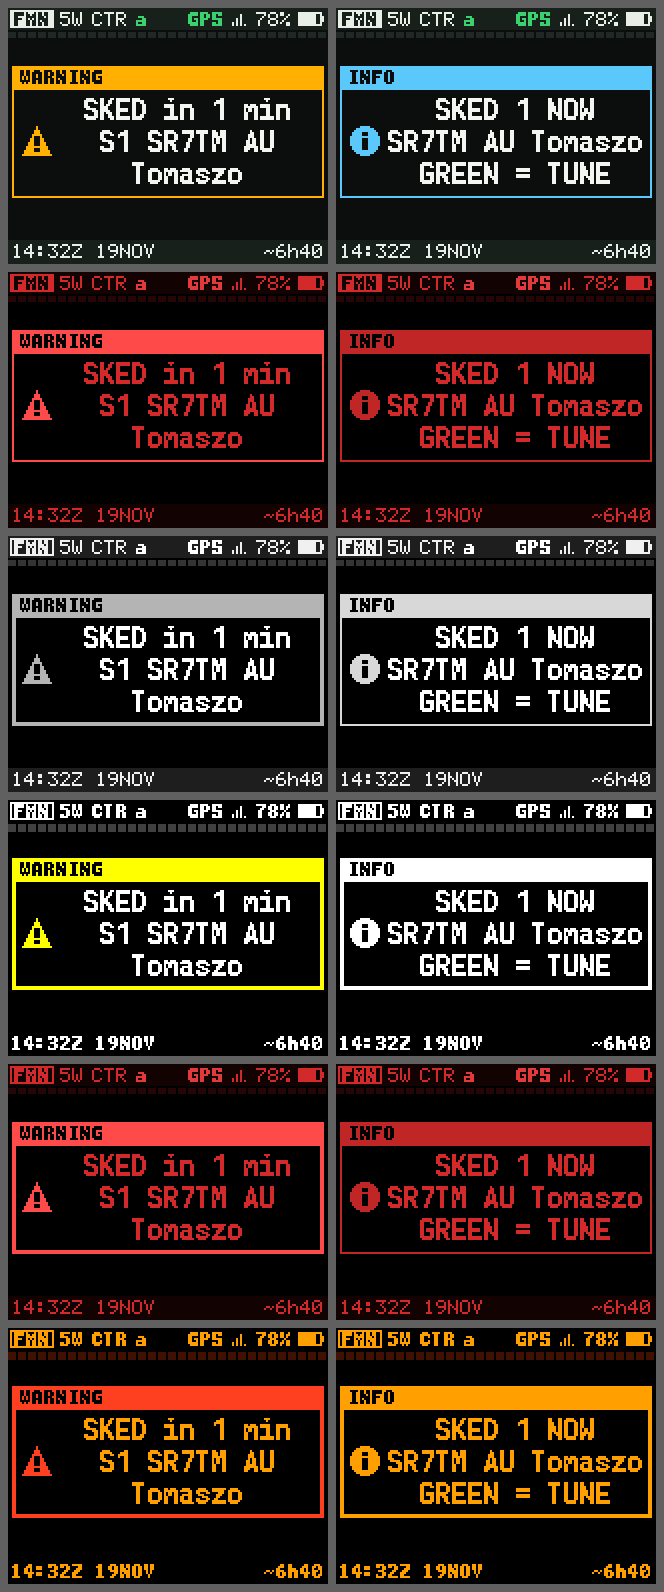 FMN 5W CTR a GPS 78%
WARNING
SKED in 1 min
S1 SR7TM AU
Tomaszo
14:32Z 19NOV ~6h40
FMN 5W CTR a GPS 78%
INFO
SKED 1 NOW
SR7TM AU Tomaszo
GREEN = TUNE
14:32Z 19NOV ~6h40
FMN 5W CTR a GPS 78%
WARNING
SKED in 1 min
S1 SR7TM AU
Tomaszo
14:32Z 19NOV ~6h40
FMN 5W CTR a GPS 78%
INFO
SKED 1 NOW
SR7TM AU Tomaszo
GREEN = TUNE
14:32Z 19NOV ~6h40
FMN 5W CTR a GPS 78%
WARNING
SKED in 1 min
S1 SR7TM AU
Tomaszo
14:32Z 19NOV ~6h40
FMN 5W CTR a GPS 78%
INFO
SKED 1 NOW
SR7TM AU Tomaszo
GREEN = TUNE
14:32Z 19NOV ~6h40
FMN 5W CTR a GPS 78%
WARNING
SKED in 1 min
S1 SR7TM AU
Tomaszo
14:32Z 19NOV ~6h40
FMN 5W CTR a GPS 78%
INFO
SKED 1 NOW
SR7TM AU Tomaszo
GREEN = TUNE
14:32Z 19NOV ~6h40
FMN 5W CTR a GPS 78%
WARNING
SKED in 1 min
S1 SR7TM AU
Tomaszo
14:32Z 19NOV ~6h40
FMN 5W CTR a GPS 78%
INFO
SKED 1 NOW
SR7TM AU Tomaszo
GREEN = TUNE
14:32Z 19NOV ~6h40
FMN 5W CTR a GPS 78%
WARNING
SKED in 1 min
S1 SR7TM AU
Tomaszo
14:32Z 19NOV ~6h40
FMN 5W CTR a GPS 78%
INFO
SKED 1 NOW
SR7TM AU Tomaszo
GREEN = TUNE
14:32Z 19NOV ~6h40